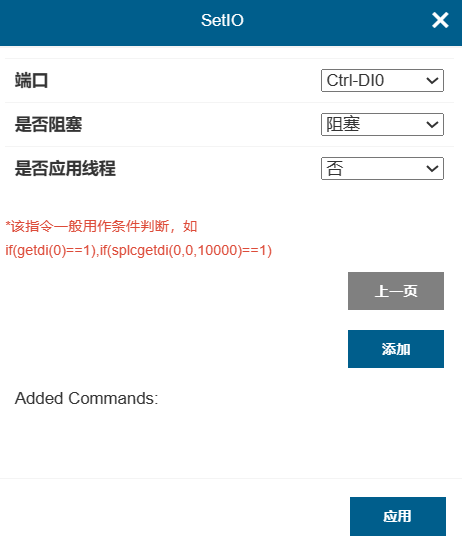 SetIO
端口 Ctrl-DI0
是否阻塞 阻塞
是否应用线程 否
*该指令一般用作条件判断，如
if(getdi(0)==1),if(splcgetdi(0,0,10000)==1)
上一页
添加
Added Commands:
应用